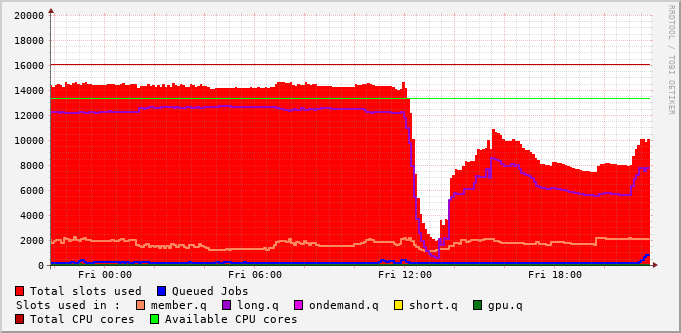 20000
18000
16000
14000
12000
10000
8000
6000
4000
2000
0
Fri 00:00 Fri 06:00 Fri 12:00 Fri 18:00
RRDTOOL / TOBI OETIKER
Total slots used Queued Jobs
Slots used in : member.q long.q ondemand.q short.q gpu.q
Total CPU cores Available CPU cores